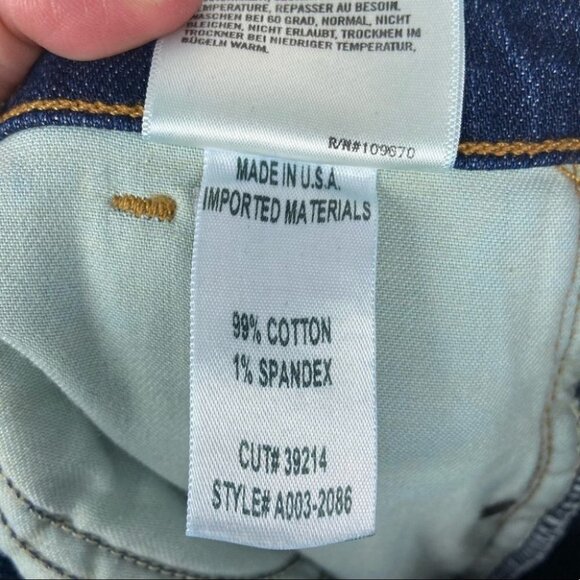 TEMPERATURE, REPASSER AU BESOIN.
WASCHEN BEI 60 GRAD, NORMAL, NICHT
BLEICHEN, NICHT ERLAUBT, TROCKNEN IM
TROCKNER BEI NIEDRIGER TEMPERATUR,
BÜGELN WARM.
R/N#109670
MADE IN U.S.A.
IMPORTED MATERIALS
99% COTTON
1% SPANDEX
CUT# 39214
STYLE# A003-2086